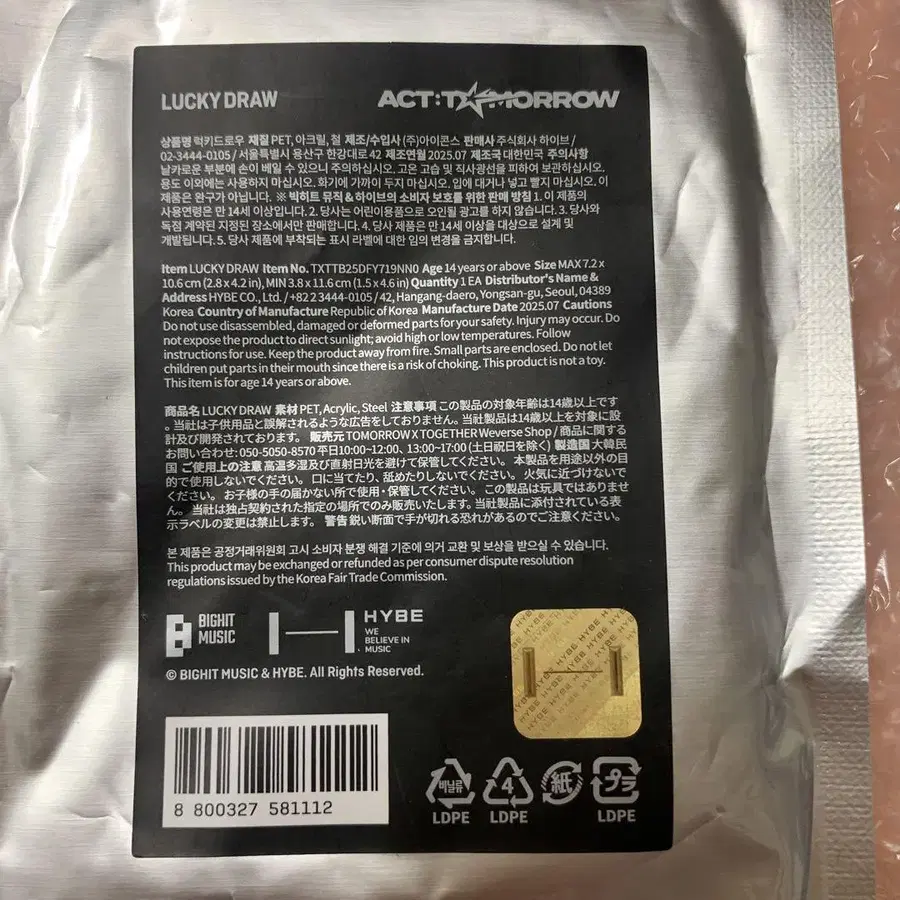 LUCKY DRAW
ACT:TOMORROW
상품명 럭키드로우 재질 PET, 아크릴, 철 제조/수입사 (주)아이콘스 판매사 주식회사 하이브 /
02-3444-0105 / 서울특별시 용산구 한강대로 42 제조연월 2025.07 제조국 대한민국 주의사항
날카로운 부분에 손이 베일 수 있으니 주의하십시오. 고온 고습 및 직사광선을 피하여 보관하십시오.
용도 이외에는 사용하지 마십시오. 화기에 가까이 두지 마십시오. 입에 대거나 넣고 빨지 마십시오. 이
제품은 완구가 아닙니다. ※ 빅히트 뮤직 & 하이브의 소비자 보호를 위한 판매 방침 1. 이 제품의
사용연령은 만 14세 이상입니다. 2. 당사는 어린이용품으로 오인될 광고를 하지 않습니다. 3. 당사와
독점 계약된 지정된 장소에서만 판매합니다. 4. 당사 제품은 만 14세 이상을 대상으로 설계 및
개발됩니다. 5. 당사 제품에 부착되는 표시 라벨에 대한 임의 변경을 금지합니다.
Item LUCKY DRAW Item No. TXTTB25DFY719NN0 Age 14 years or above Size MAX 7.2 x
10.6 cm (2.8 x 4.2 in), MIN 3.8 x 11.6 cm (1.5 x 4.6 in) Quantity 1 EA Distributor's Name &
Address HYBE CO., Ltd. / +82 2 3444-0105 / 42, Hangang-daero, Yongsan-gu, Seoul, 04389
Korea Country of Manufacture Republic of Korea Manufacture Date 2025.07 Cautions
Do not use disassembled, damaged or deformed parts for your safety. Injury may occur. Do
not expose the product to direct sunlight; avoid high or low temperatures. Follow
instructions for use. Keep the product away from fire. Small parts are enclosed. Do not let
children put parts in their mouth since there is a risk of choking. This product is not a toy.
This item is for age 14 years or above.
商品名 LUCKY DRAW 素材 PET, Acrylic, Steel 注意事項 この製品の対象年齢は14歳以上です
。当社は子供用品と誤解されるような広告をしておりません。当社製品は14歳以上を対象に設
計及び開発されております。 販売元 TOMORROW X TOGETHER Weverse Shop / 商品に関する
お問い合わせ: 050-5050-8570 平日10:00~12:00、13:00~17:00 (土日祝日を除く) 製造国 大韓民
国 ご使用上の注意 高温多湿及び直射日光を避けて保管してください。 本製品を用途以外の目
的で使用しないでください。 口に当てたり、舐めたりしないでください。 火気に近づけないで
ください。 お子様の手の届かない所で使用・保管してください。 この製品は玩具ではありませ
ん。当社は独占契約された指定の場所でのみ販売いたします。当社製品に添付されている表
示ラベルの変更は禁止します。 警告 鋭い断面で手が切れる恐れがあるのでご注意ください。
본 제품은 공정거래위원회 고시 소비자 분쟁 해결 기준에 의거 교환 및 보상을 받으실 수 있습니다.
This product may be exchanged or refunded as per consumer dispute resolution
regulations issued by the Korea Fair Trade Commission.
BIGHIT
MUSIC
HYBE
WE
BELIEVE IN
MUSIC
© BIGHIT MUSIC & HYBE. All Rights Reserved.
HYBE HYBE HYBE
8 800327 581112
비닐류
LDPE
4
LDPE
紙
プラ
LDPE